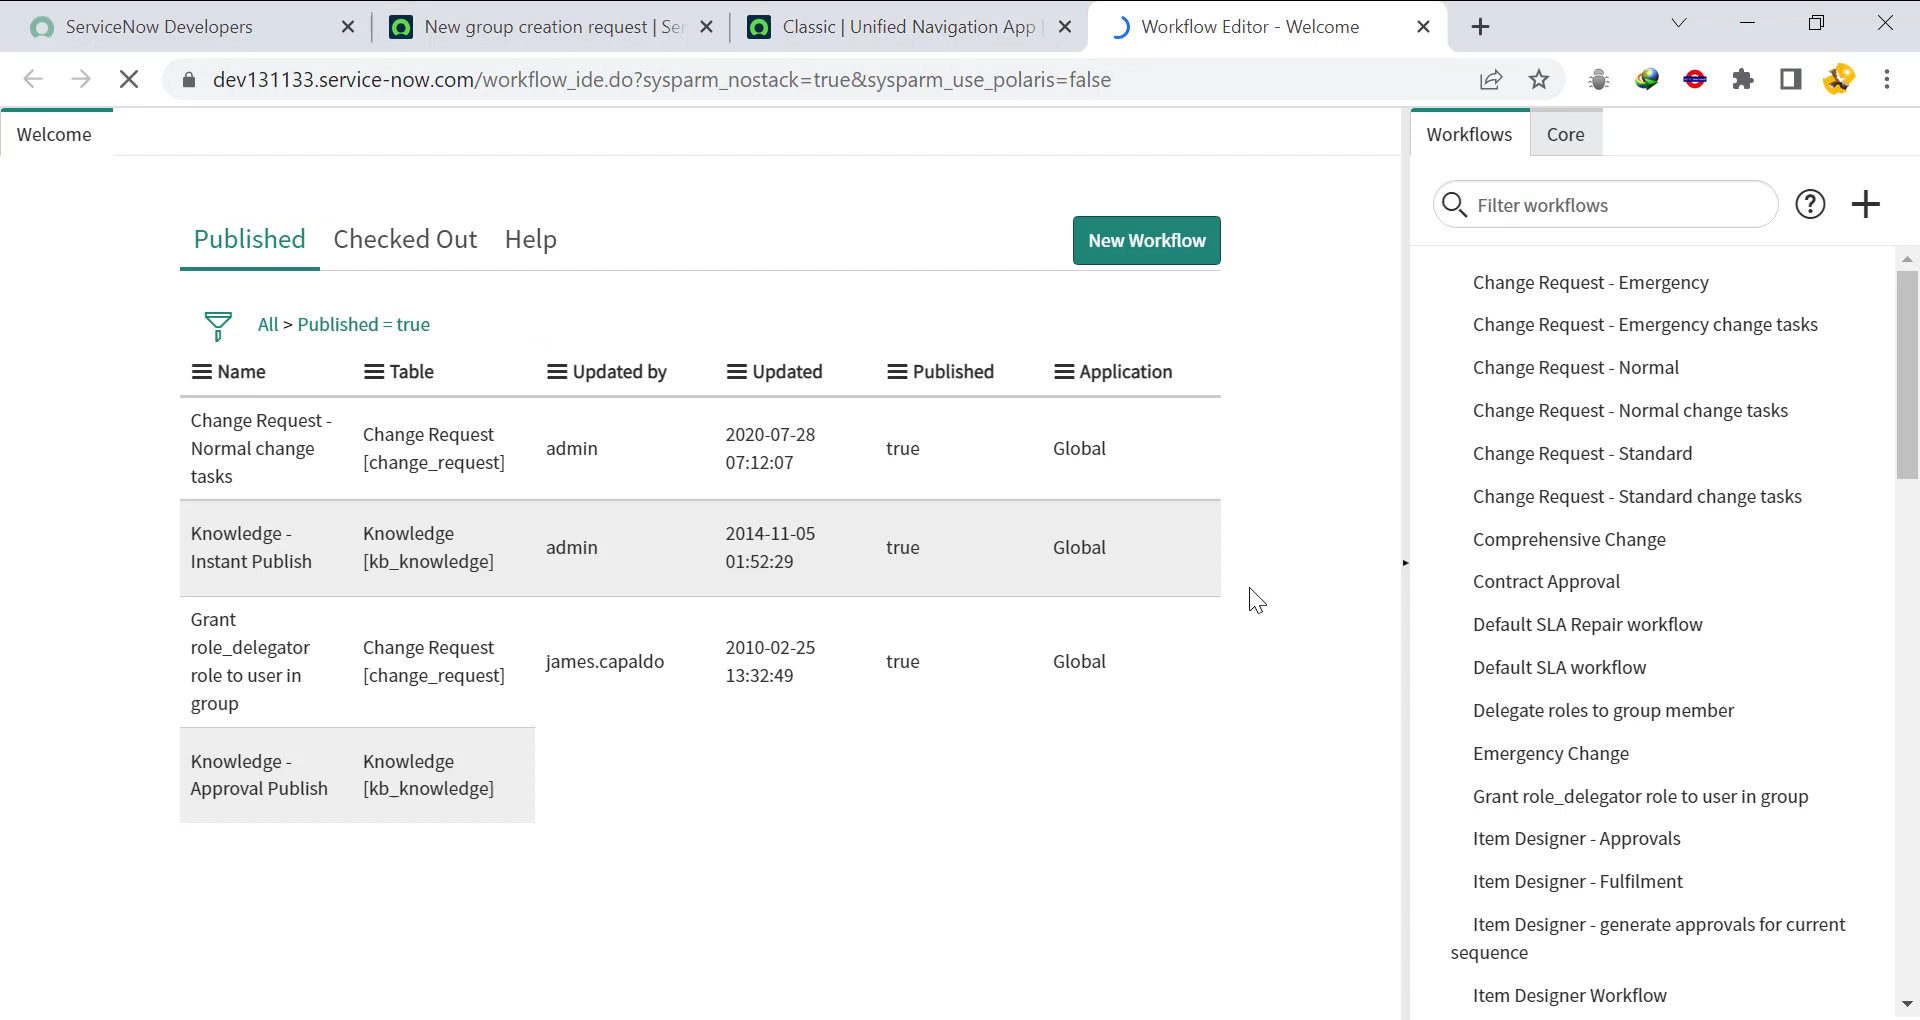 ServiceNow Developers
New group creation request | Ser
Classic | Unified Navigation App |
Workflow Editor - Welcome
dev131133.service-now.com/workflow_ide.do?sysparm_nostack=true&sysparm_use_polaris=false
Welcome
Published
Checked Out
Help
New Workflow
All > Published = true
Name
Table
Updated by
Updated
Published
Application
Change Request -
Normal change
tasks
Change Request
[change_request]
admin
2020-07-28
07:12:07
true
Global
Knowledge -
Instant Publish
Knowledge
[kb_knowledge]
admin
2014-11-05
01:52:29
true
Global
Grant
role_delegator
role to user in
group
Change Request
[change_request]
james.capaldo
2010-02-25
13:32:49
true
Global
Knowledge -
Approval Publish
Knowledge
[kb_knowledge]
Workflows
Core
Filter workflows
Change Request - Emergency
Change Request - Emergency change tasks
Change Request - Normal
Change Request - Normal change tasks
Change Request - Standard
Change Request - Standard change tasks
Comprehensive Change
Contract Approval
Default SLA Repair workflow
Default SLA workflow
Delegate roles to group member
Emergency Change
Grant role_delegator role to user in group
Item Designer - Approvals
Item Designer - Fulfilment
Item Designer - generate approvals for current
sequence
Item Designer Workflow